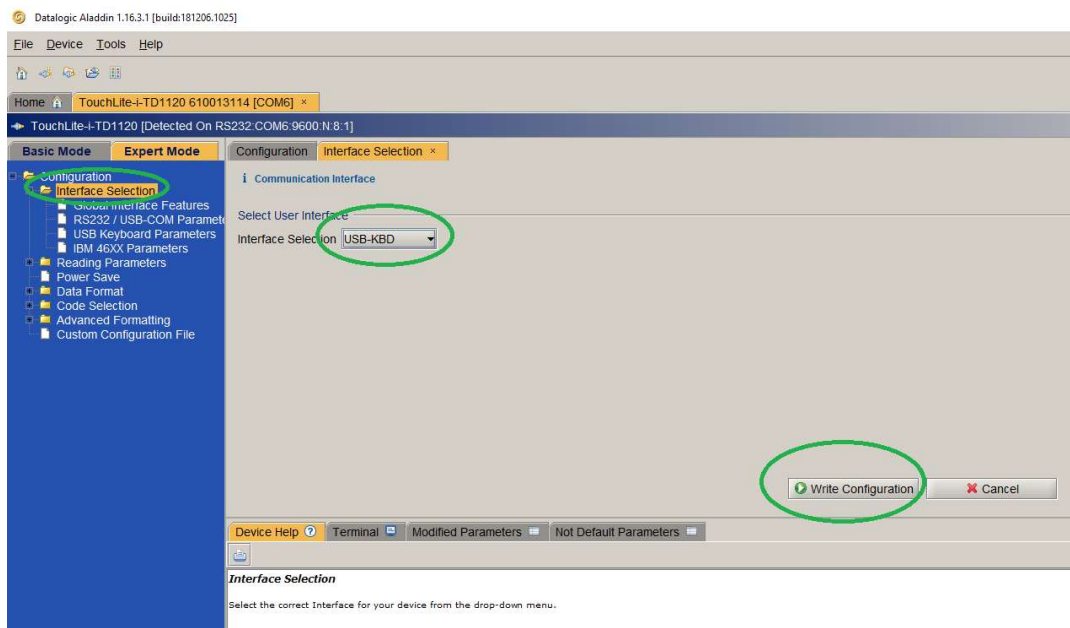 Datalogic Aladdin 1.16.3.1 [build:181206.1025]
File Device Tools Help
Home TouchLite-i-TD1120 610013114 [COM6] ×
TouchLite-i-TD1120 [Detected On RS232:COM6:9600:N:8:1]
Basic Mode Expert Mode
Configuration Interface Selection ×
Configuration
Interface Selection
Global Interface Features
RS232 / USB-COM Paramete
USB Keyboard Parameters
IBM 46XX Parameters
Reading Parameters
Power Save
Data Format
Code Selection
Advanced Formatting
Custom Configuration File
i Communication Interface
Select User Interface
Interface Selection USB-KBD
Write Configuration Cancel
Device Help ? Terminal Modified Parameters Not Default Parameters
Interface Selection
Select the correct Interface for your device from the drop-down menu.